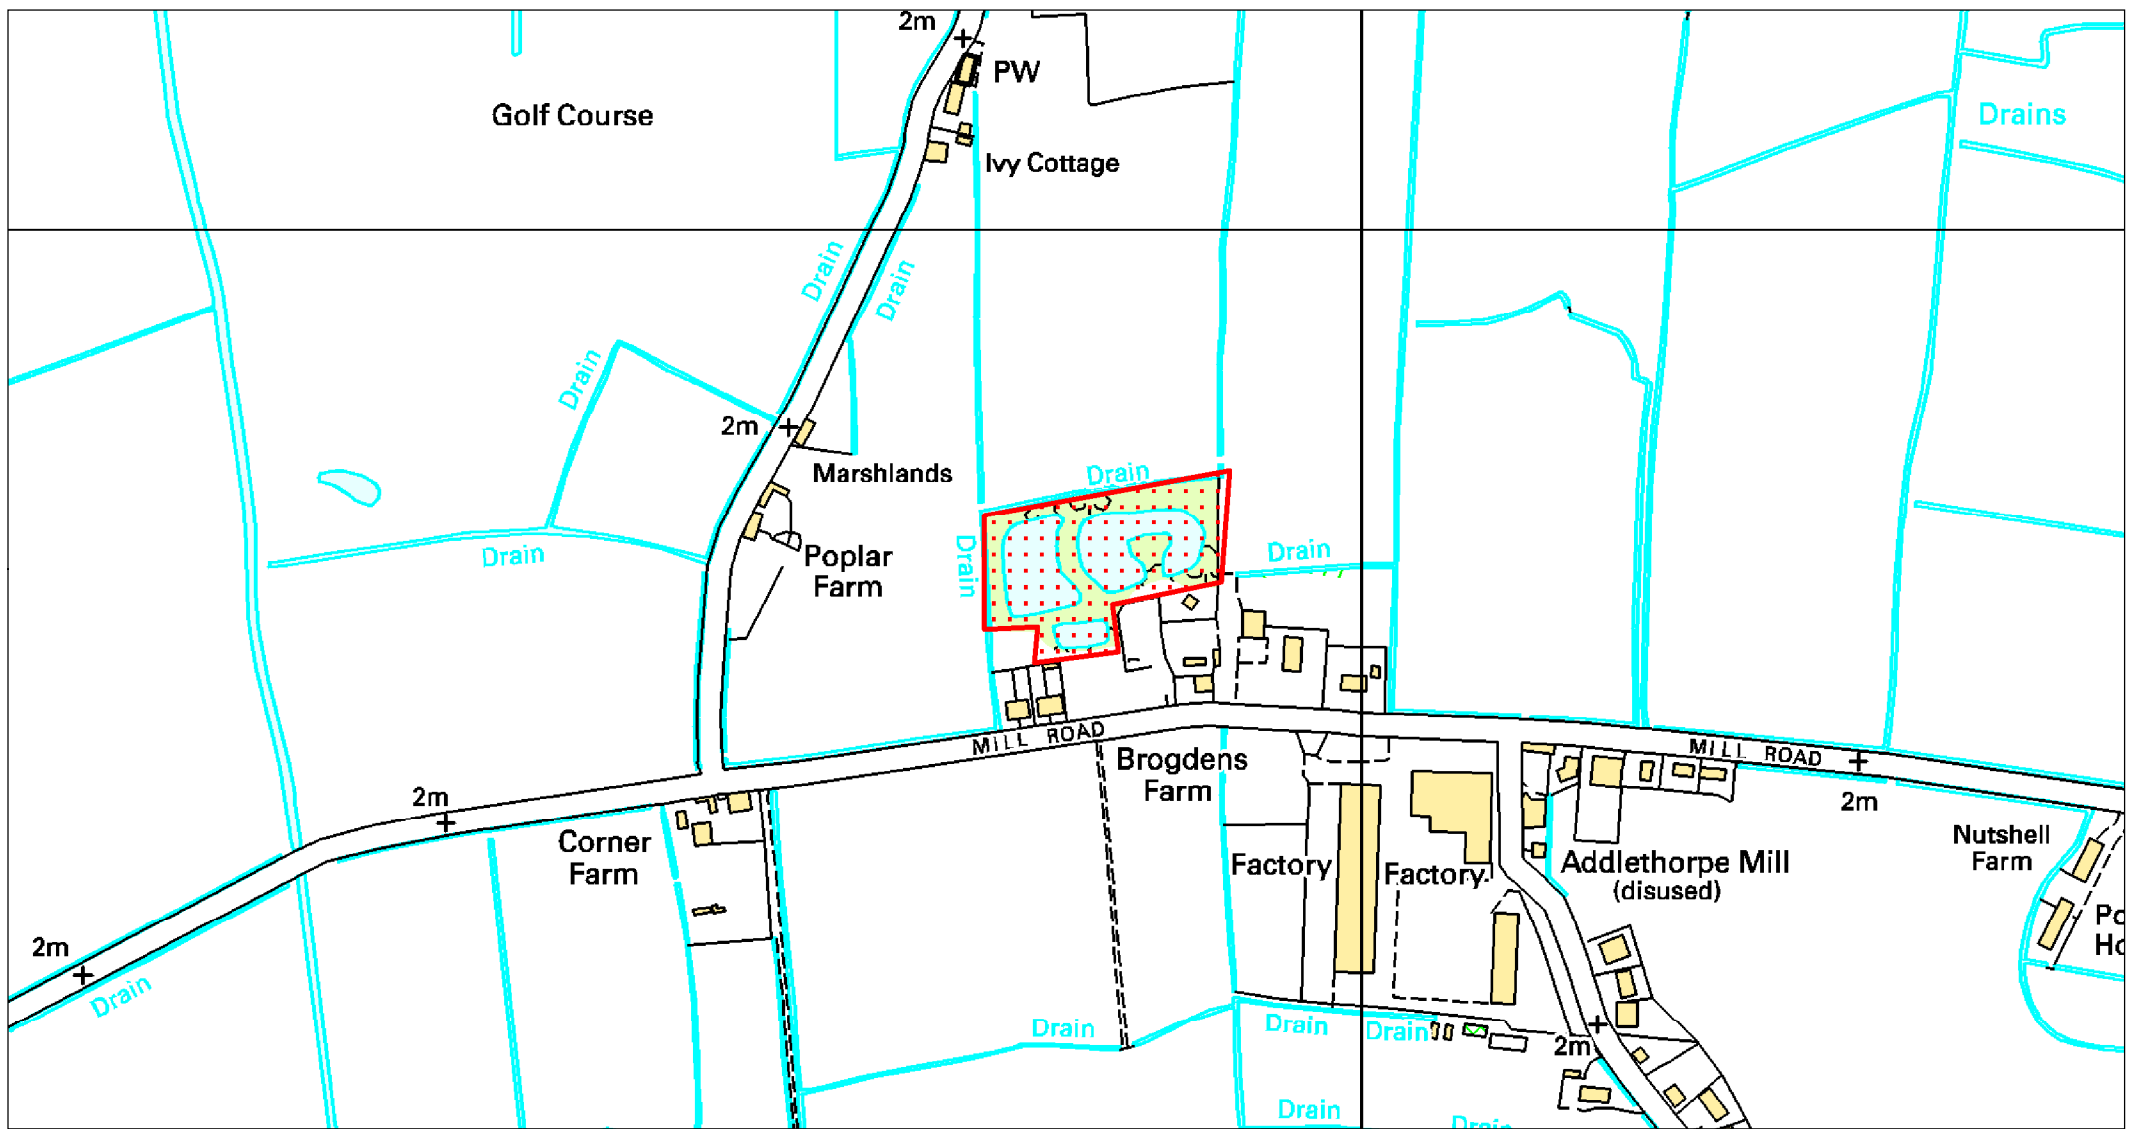 2m
PW
Golf Course
Drains
Ivy Cottage
Drain
Drain
Drain
2m
Marshlands
Drain
Drain
Drain
Drain
Poplar
Farm
Drain
MILL ROAD
MILL ROAD
Brogdens
Farm
2m
2m
Corner
Farm
Factory
Factory
Addlethorpe Mill
(disused)
Nutshell
Farm
2m
Drain
Drain
Drain
Drain
2m
Drain
Drain